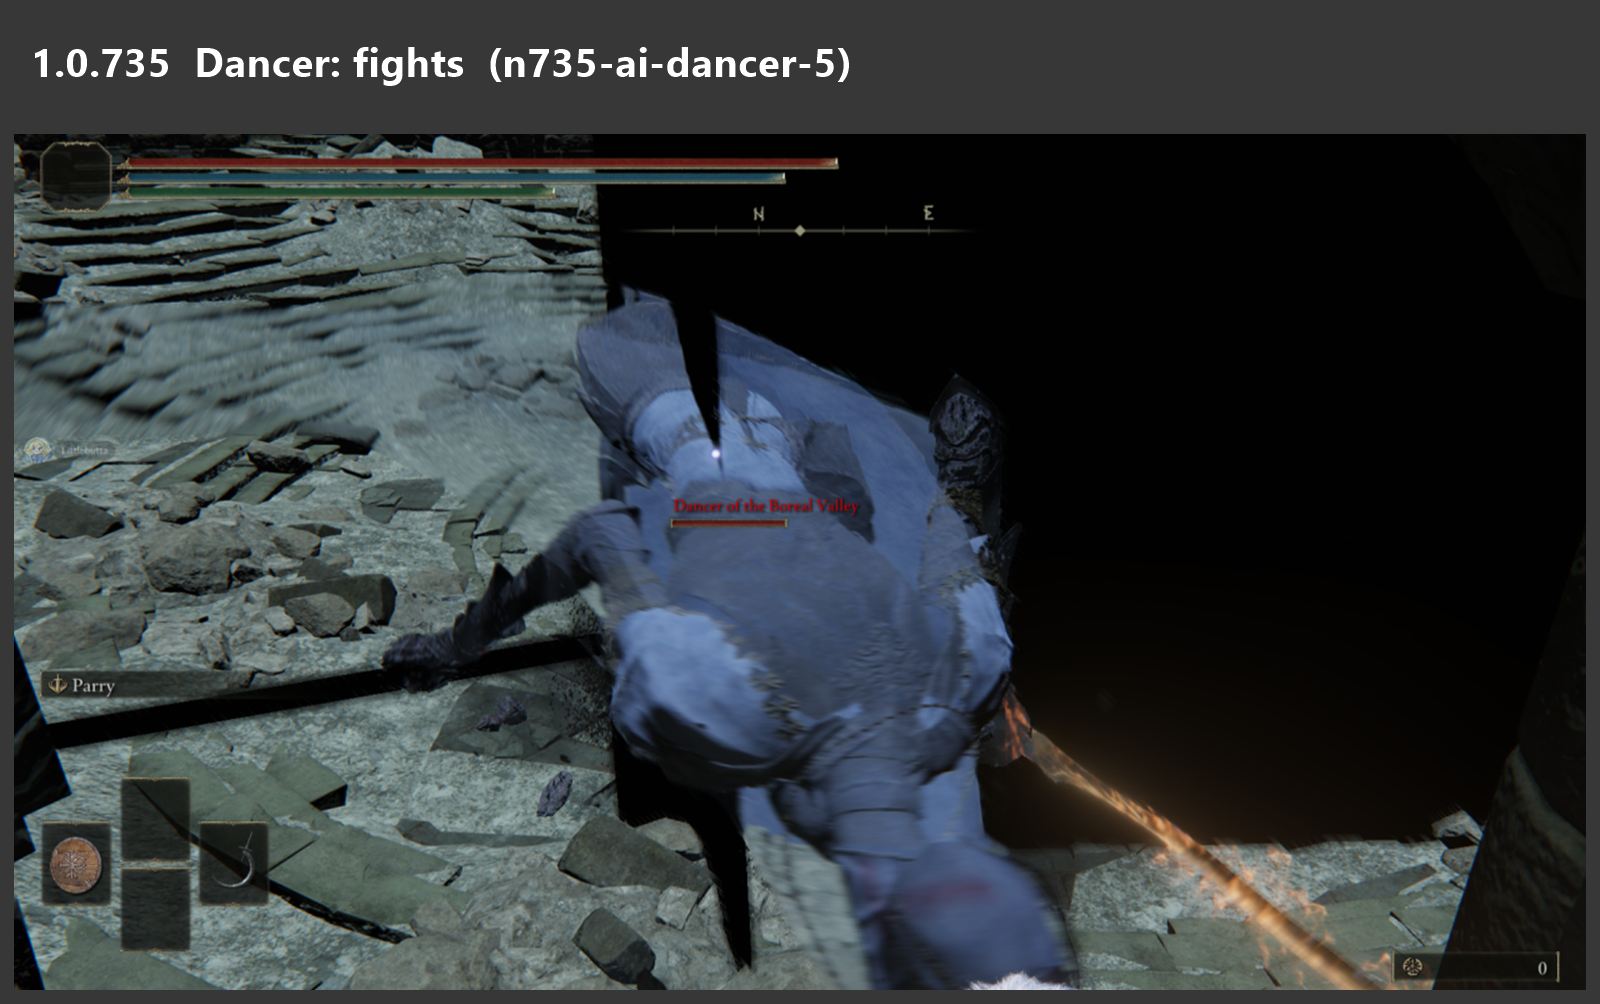 1.0.735 Dancer: fights (n735-ai-dancer-5)
N E
Dancer of the Boreal Valley
Parry
0